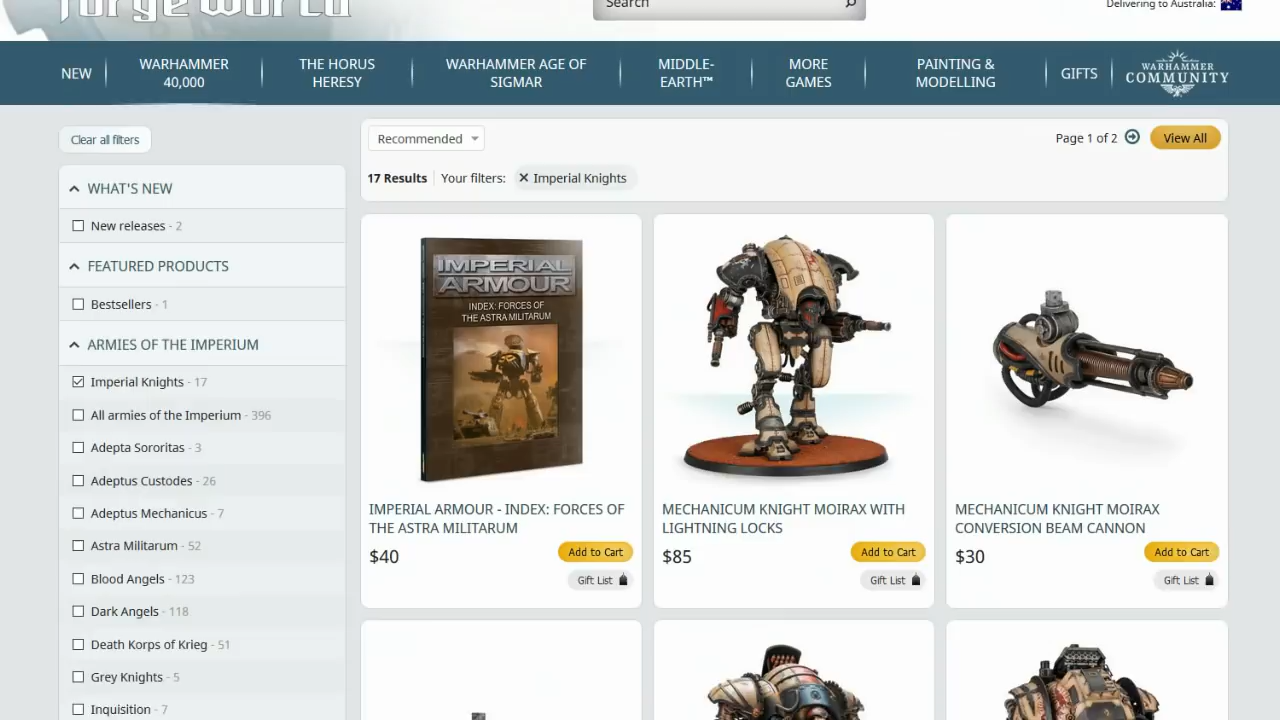 forge world
Search
Delivering to Australia:
NEW
WARHAMMER
40,000
THE HORUS
HERESY
WARHAMMER AGE OF
SIGMAR
MIDDLE-
EARTH™
MORE
GAMES
PAINTING &
MODELLING
GIFTS
WARHAMMER
COMMUNITY
Clear all filters
WHAT'S NEW
New releases - 2
FEATURED PRODUCTS
Bestsellers - 1
ARMIES OF THE IMPERIUM
Imperial Knights - 17
All armies of the Imperium - 396
Adepta Sororitas - 3
Adeptus Custodes - 26
Adeptus Mechanicus - 7
Astra Militarum - 52
Blood Angels - 123
Dark Angels - 118
Death Korps of Krieg - 51
Grey Knights - 5
Inquisition - 7
Recommended
Page 1 of 2
View All
17 Results
Your filters:
✕ Imperial Knights
IMPERIAL
ARMOUR
INDEX: FORCES OF
THE ASTRA MILITARUM
IMPERIAL ARMOUR - INDEX: FORCES OF
THE ASTRA MILITARUM
$40
Add to Cart
Gift List
MECHANICUM KNIGHT MOIRAX WITH
LIGHTNING LOCKS
$85
Add to Cart
Gift List
MECHANICUM KNIGHT MOIRAX
CONVERSION BEAM CANNON
$30
Add to Cart
Gift List